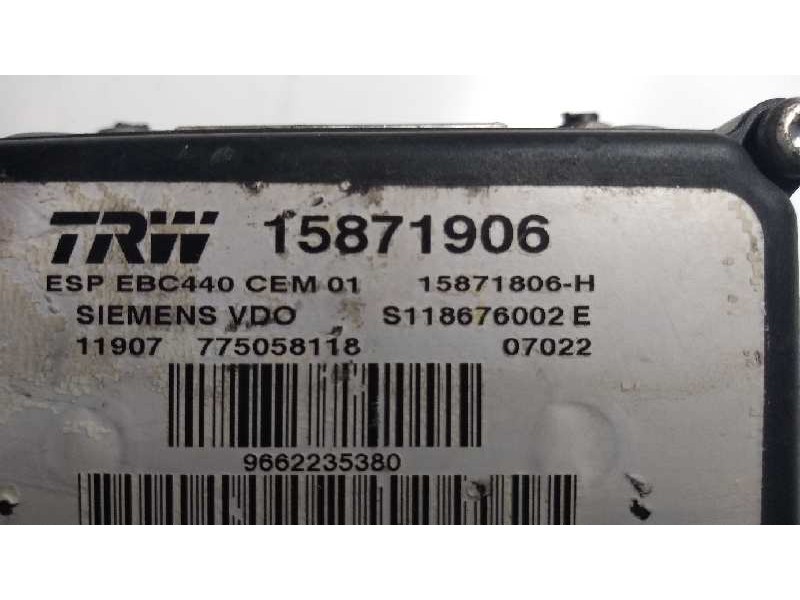 TRW 15871906
ESP EBC440 CEM 01 15871806-H
SIEMENS VDO S118676002 E
11907 775058118 07022
9662235380